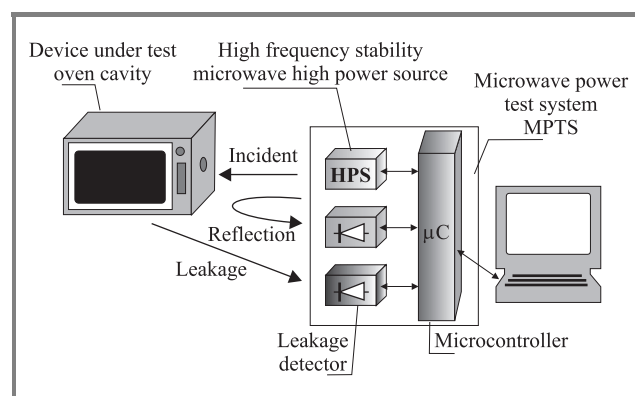 Device under test
oven cavity
High frequency stability
microwave high power source
Microwave power
test system
MPTS
Incident
HPS
Reflection
μC
Leakage
Leakage
detector
Microcontroller